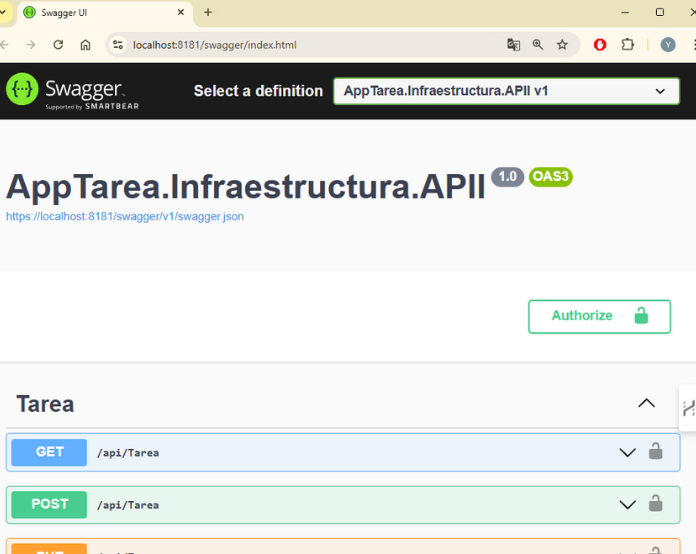 Swagger UI
localhost:8181/swagger/index.html
Y
Swagger
Supported by SMARTBEAR
Select a definition
AppTarea.Infraestructura.APII v1
AppTarea.Infraestructura.APII 1.0 OAS3
https://localhost:8181/swagger/v1/swagger.json
Authorize
Tarea
GET /api/Tarea
POST /api/Tarea